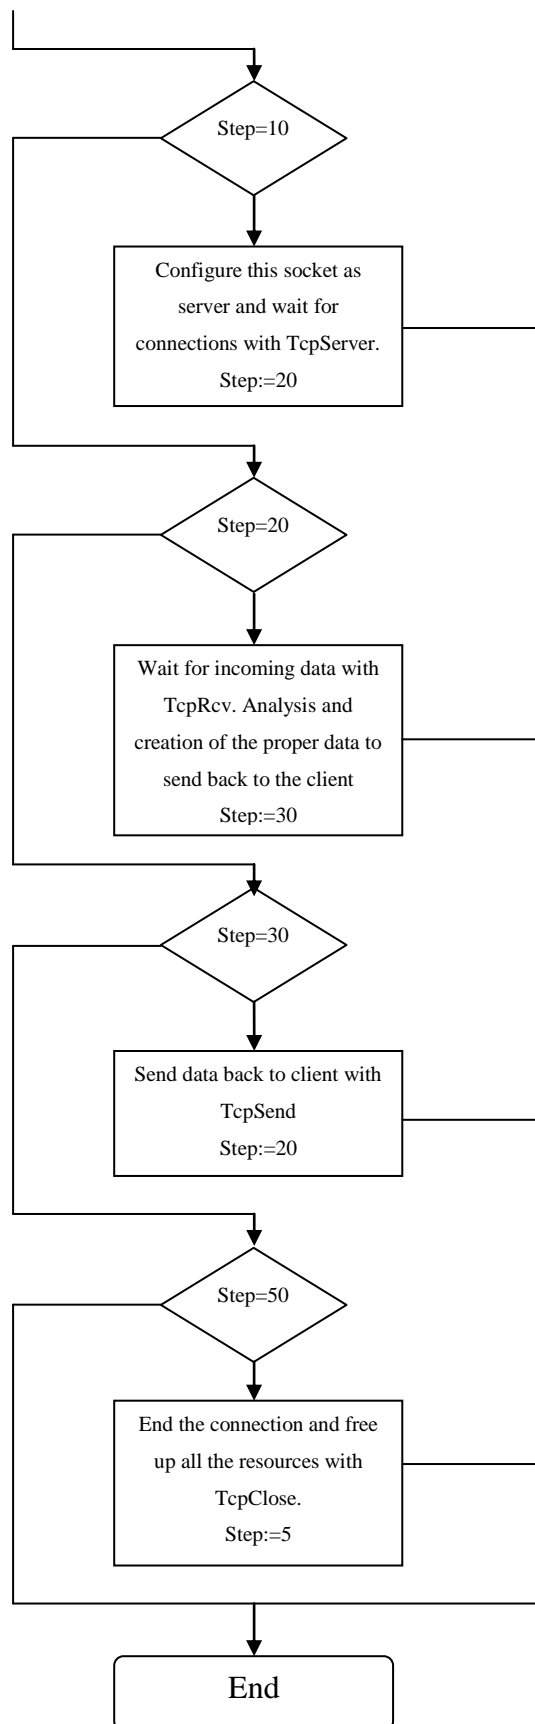 Step=10
Configure this socket as
server and wait for
connections with TcpServer.
Step:=20
Step=20
Wait for incoming data with
TcpRcv. Analysis and
creation of the proper data to
send back to the client
Step:=30
Step=30
Send data back to client with
TcpSend
Step:=20
Step=50
End the connection and free
up all the resources with
TcpClose.
Step:=5
End